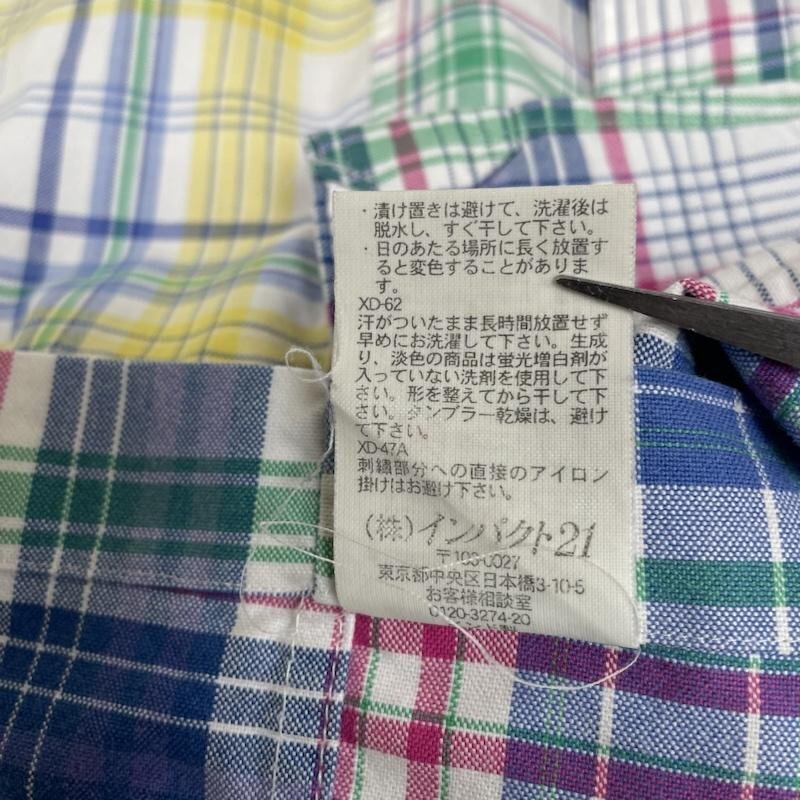 ・漬け置きは避けて、洗濯後は
脱水し、すぐ干して下さい。
・日のあたる場所に長く放置す
ると変色することがありま
す。
XD-62
汗がついたまま長時間放置せず
早めにお洗濯して下さい。生成
り、淡色の商品は蛍光増白剤が
入っていない洗剤を使用して下
さい。形を整えてから干して下
さい。タンブラー乾燥は、避け
て下さい。
XD-47A
刺繍部分への直接のアイロン
掛けはお避け下さい。
(株)インパクト21
〒103-0027
東京都中央区日本橋3-10-5
お客様相談室
0120-3274-20